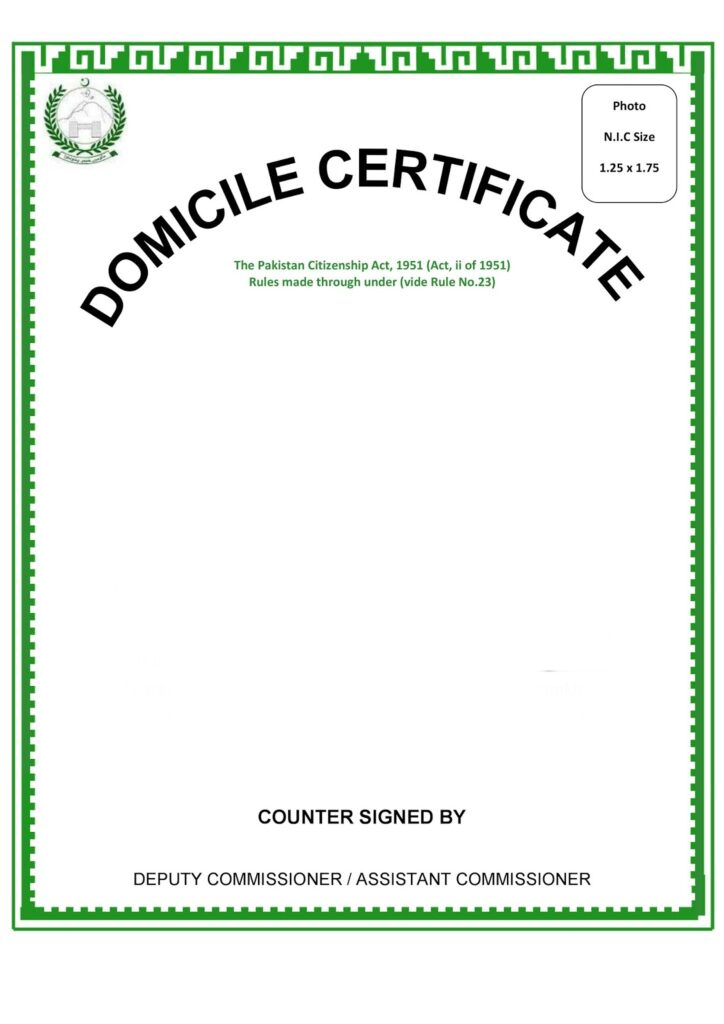 Photo
N.I.C Size
1.25 x 1.75
DOMICILE CERTIFICATE
The Pakistan Citizenship Act, 1951 (Act, ii of 1951)
Rules made through under (vide Rule No.23)
COUNTER SIGNED BY
DEPUTY COMMISSIONER / ASSISTANT COMMISSIONER